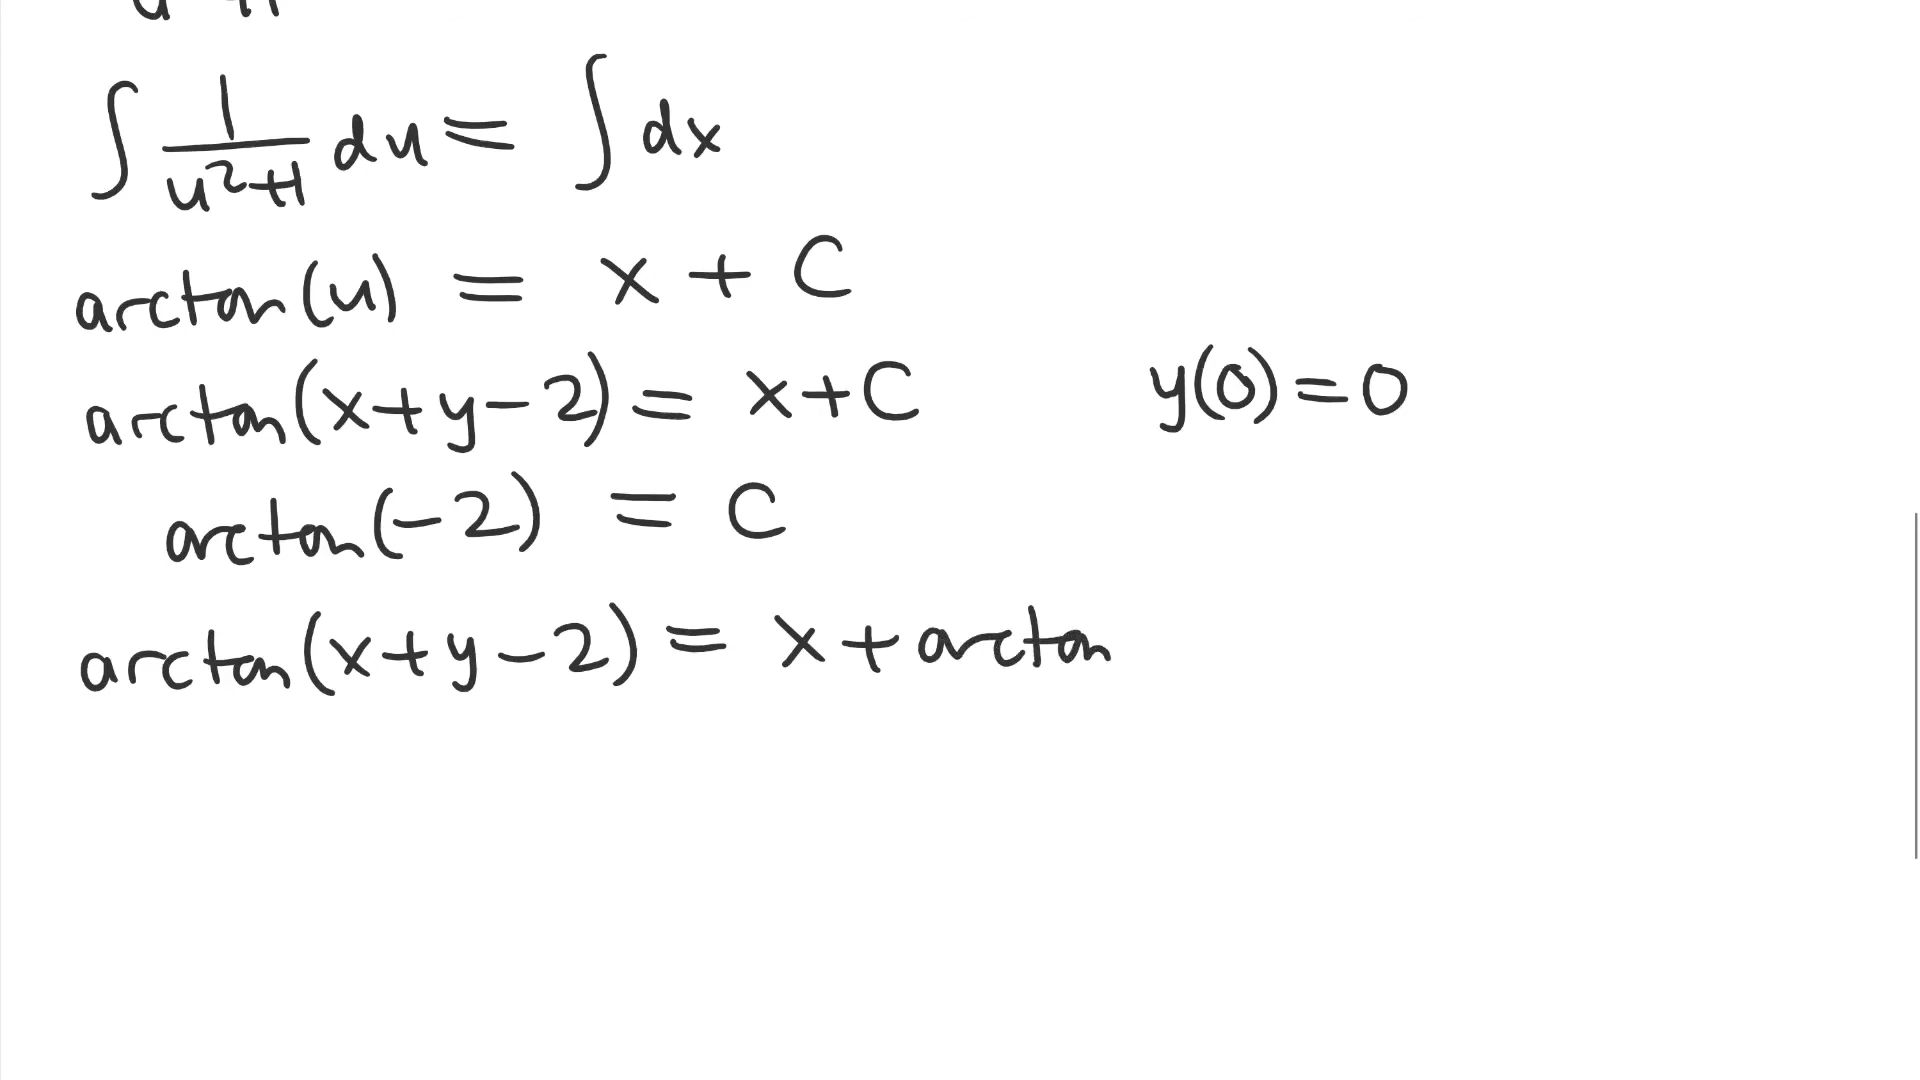 ∫ 1/(u²+1) du = ∫ dx
arctan(u) = x + C
arctan(x+y-2) = x+C
y(0)=0
arctan(-2) = C
arctan(x+y-2) = x+arctan